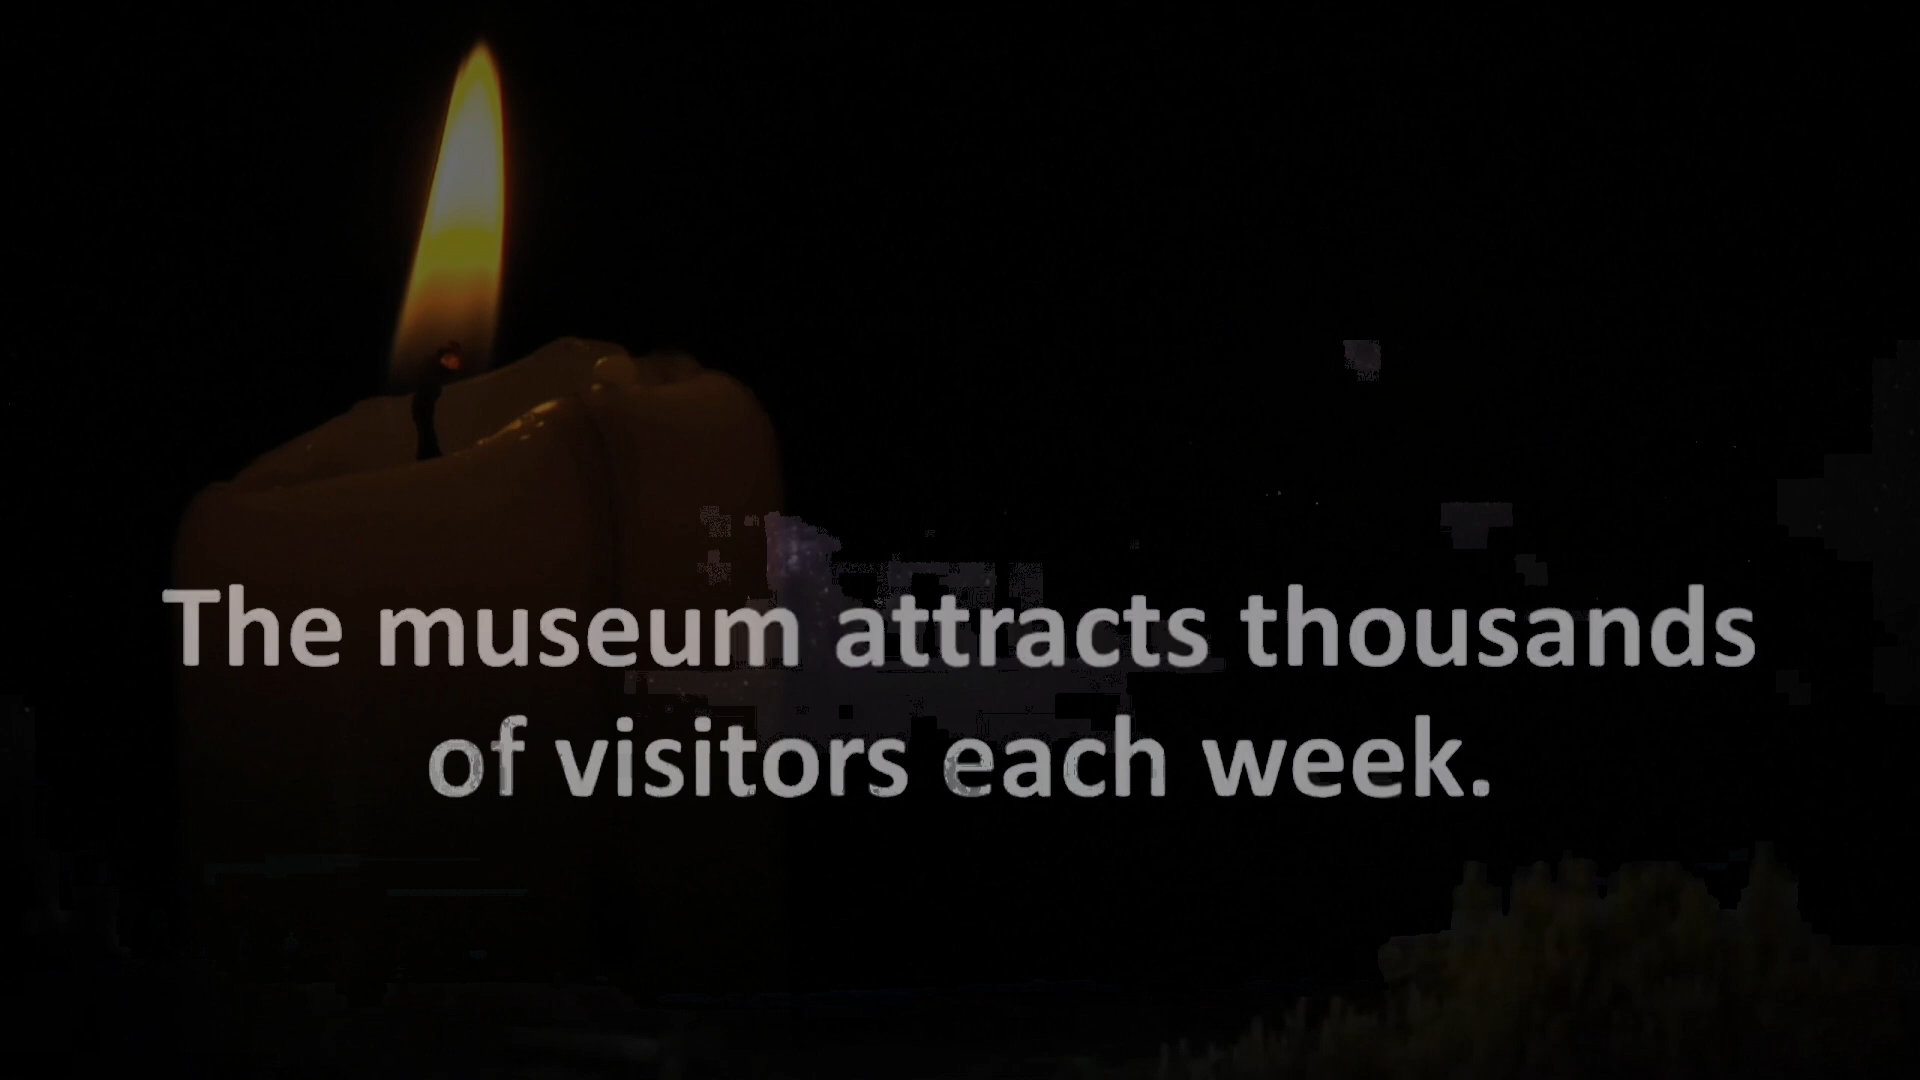 The museum attracts thousands
of visitors each week.